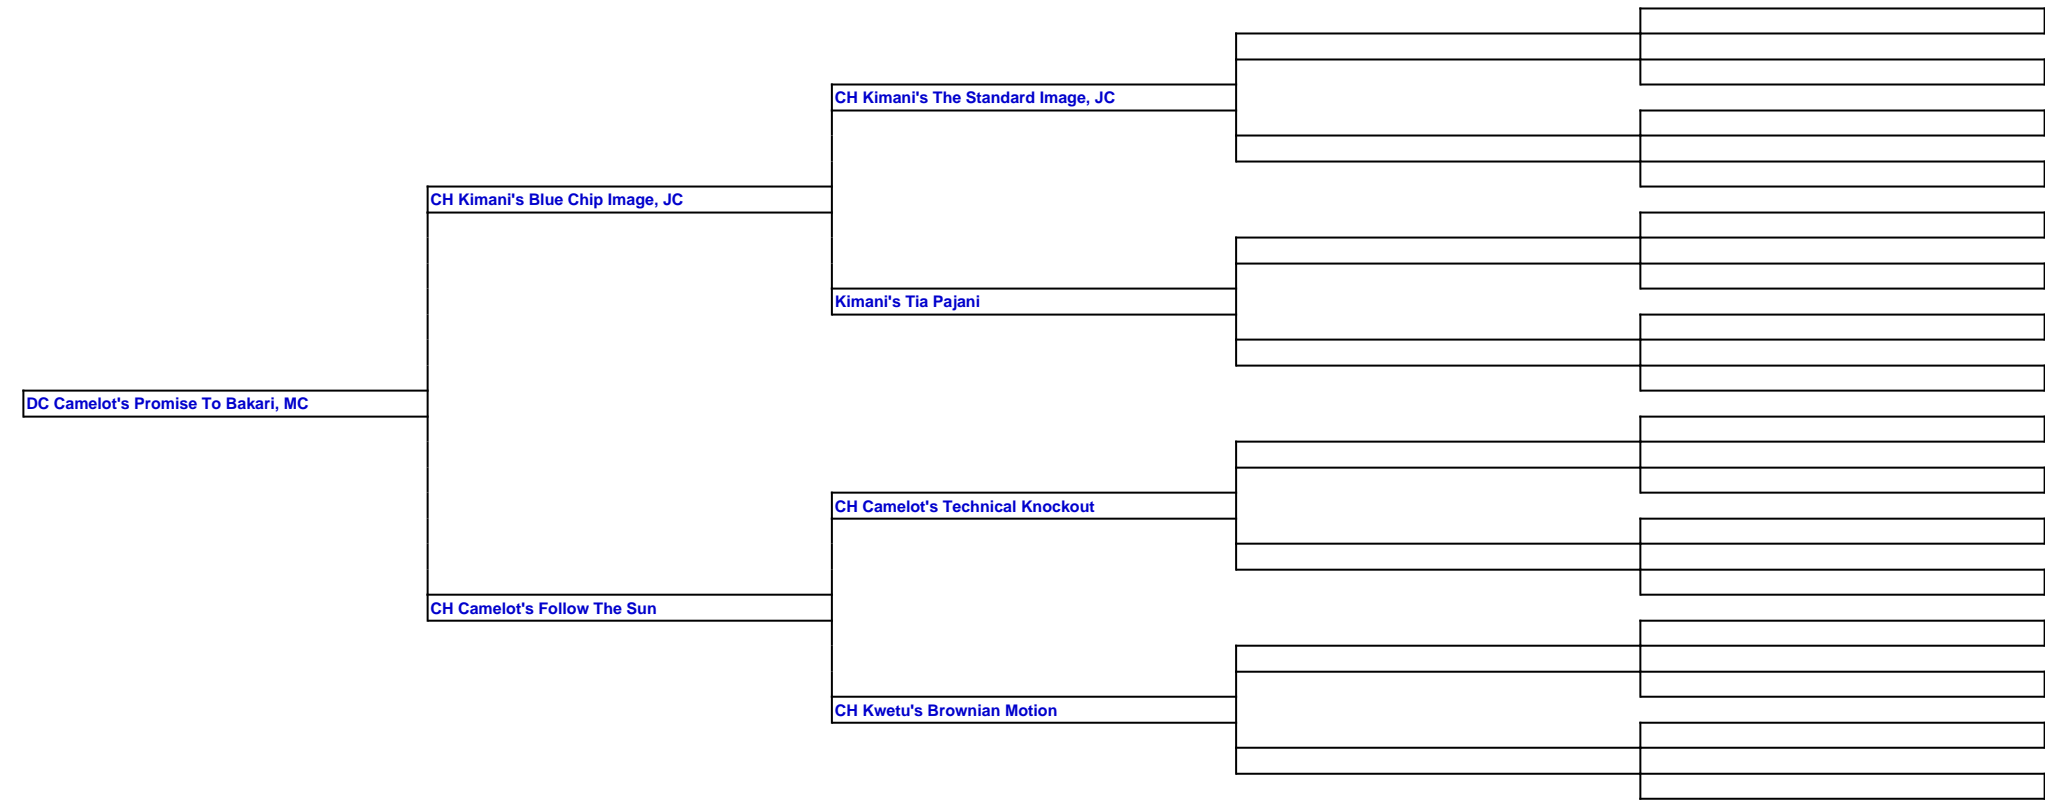 CH Kimani's The Standard Image, JC
CH Kimani's Blue Chip Image, JC
Kimani's Tia Pajani
DC Camelot's Promise To Bakari, MC
CH Camelot's Technical Knockout
CH Camelot's Follow The Sun
CH Kwetu's Brownian Motion